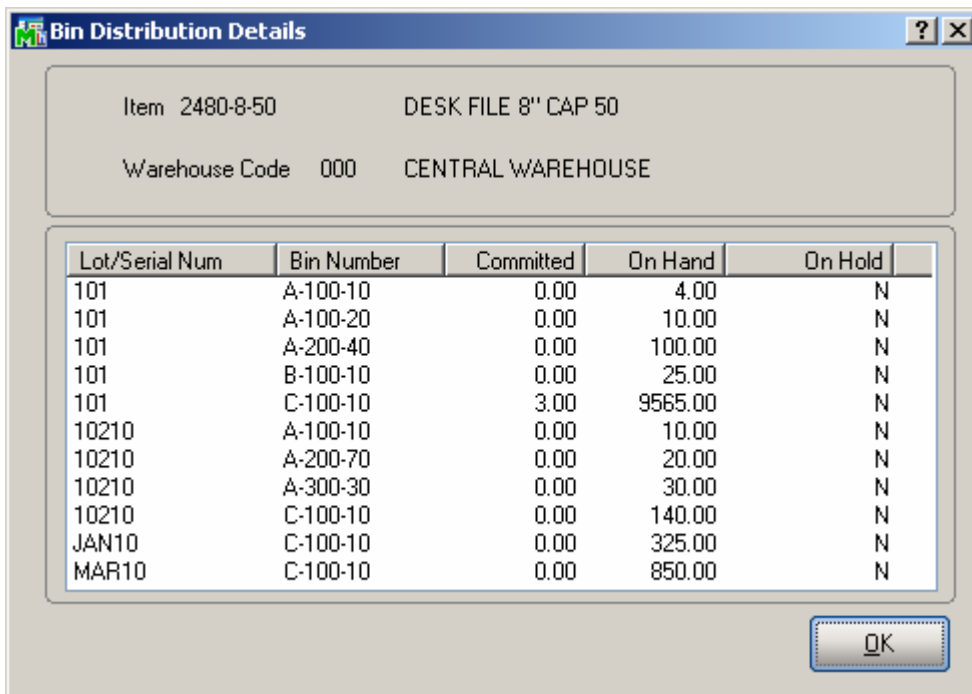 Bin Distribution Details
Item 2480-8-50 DESK FILE 8" CAP 50
Warehouse Code 000 CENTRAL WAREHOUSE
Lot/Serial Num Bin Number Committed On Hand On Hold
101 A-100-10 0.00 4.00 N
101 A-100-20 0.00 10.00 N
101 A-200-40 0.00 100.00 N
101 B-100-10 0.00 25.00 N
101 C-100-10 3.00 9565.00 N
10210 A-100-10 0.00 10.00 N
10210 A-200-70 0.00 20.00 N
10210 A-300-30 0.00 30.00 N
10210 C-100-10 0.00 140.00 N
JAN10 C-100-10 0.00 325.00 N
MAR10 C-100-10 0.00 850.00 N
OK